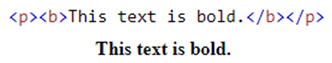 <p><b>This text is bold.</b></p>
This text is bold.